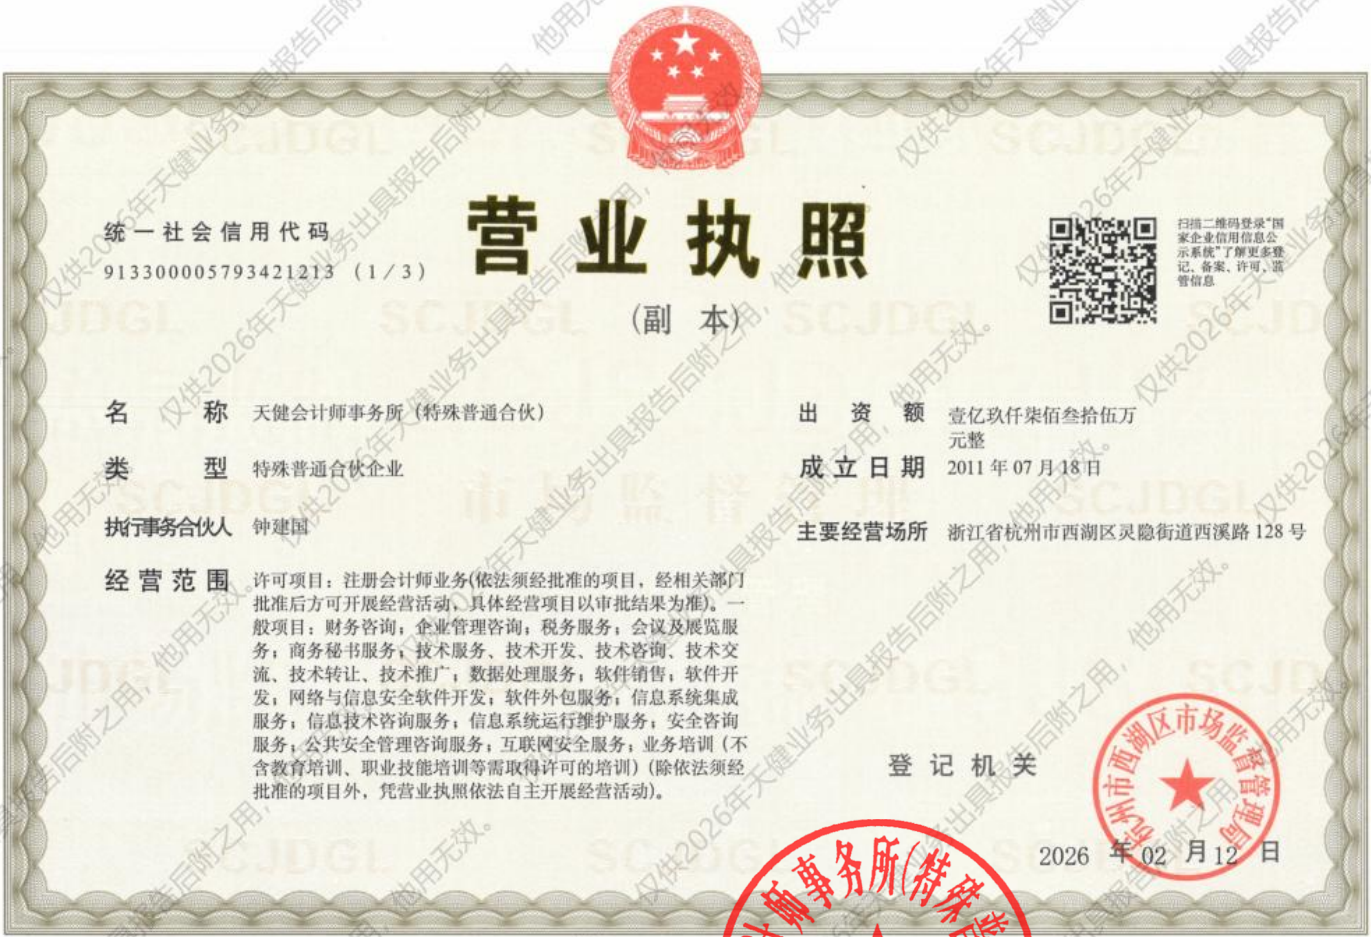 营业执照
(副 本)
统一社会信用代码
913300005793421213 (1/3)
扫描二维码登录“国
家企业信用信息公
示系统”了解更多登
记、备案、许可、监
管信息
名 称 天健会计师事务所（特殊普通合伙）
类 型 特殊普通合伙企业
执行事务合伙人 钟建国
经营范围 许可项目：注册会计师业务(依法须经批准的项目，经相关部门
批准后方可开展经营活动，具体经营项目以审批结果为准)。一
般项目：财务咨询；企业管理咨询；税务服务；会议及展览服
务；商务秘书服务；技术服务、技术开发、技术咨询、技术交
流、技术转让、技术推广；数据处理服务；软件销售；软件开
发；网络与信息安全软件开发；软件外包服务；信息系统集成
服务；信息技术咨询服务；信息系统运行维护服务；安全咨询
服务；公共安全管理咨询服务；互联网安全服务；业务培训（不
含教育培训、职业技能培训等需取得许可的培训）(除依法须经
批准的项目外，凭营业执照依法自主开展经营活动)。
出 资 额 壹亿玖仟柒佰叁拾伍万
元整
成立日期 2011年07月18日
主要经营场所 浙江省杭州市西湖区灵隐街道西溪路128号
登记机关
杭州市西湖区市场监督管理局
2026 年 02 月 12 日
计师事务所(特殊普
仅供2026年天健业务出具报告后附之用，他用无效。
SCJDGL
市场监督管理